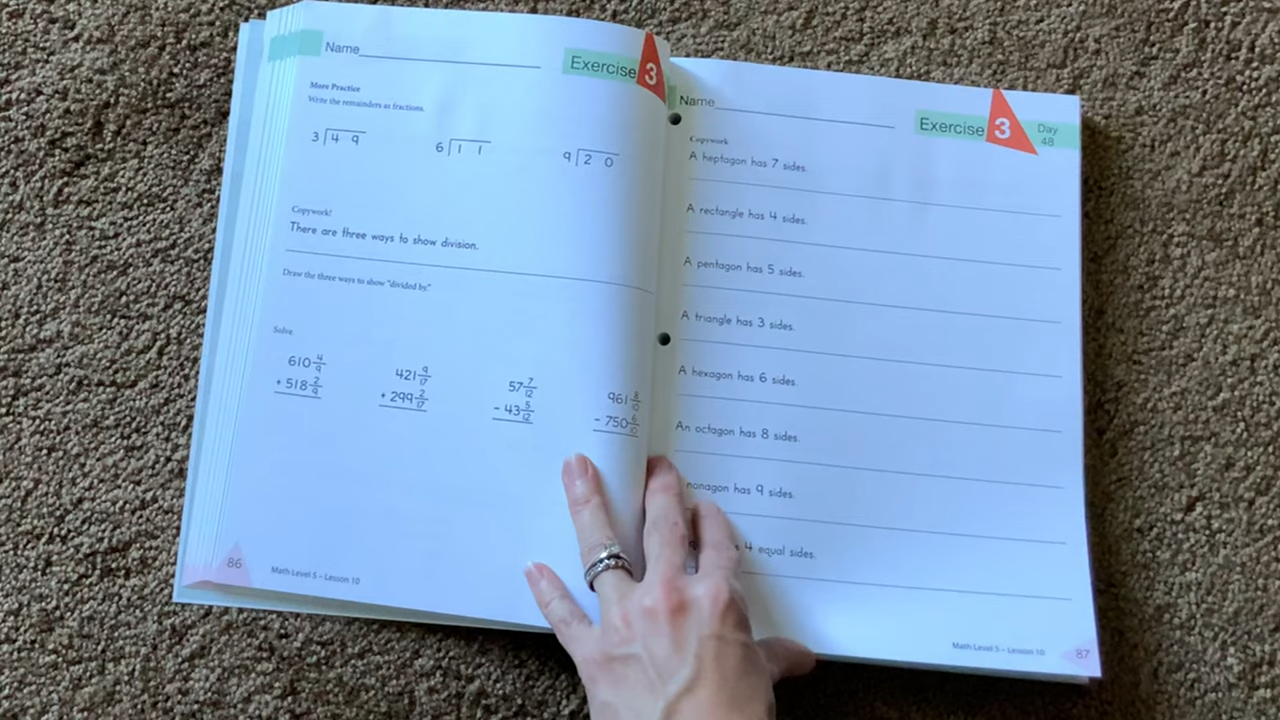 Name
Exercise 3
More Practice
Write the remainders as fractions.
3 4 9
6 1 1
9 2 0
Copywork!
There are three ways to show division.
Draw the three ways to show "divided by."
Solve.
610 4/9
+ 518 2/9
421 9/17
+ 299 2/17
57 7/12
- 43 5/12
961 8/10
- 750 6/10
86
Math Level 5 – Lesson 10
Name
Exercise 3
Day
48
Copywork
A heptagon has 7 sides.
A rectangle has 4 sides.
A pentagon has 5 sides.
A triangle has 3 sides.
A hexagon has 6 sides.
An octagon has 8 sides.
nonagon has 9 sides.
4 equal sides.
Math Level 5 – Lesson 10
87